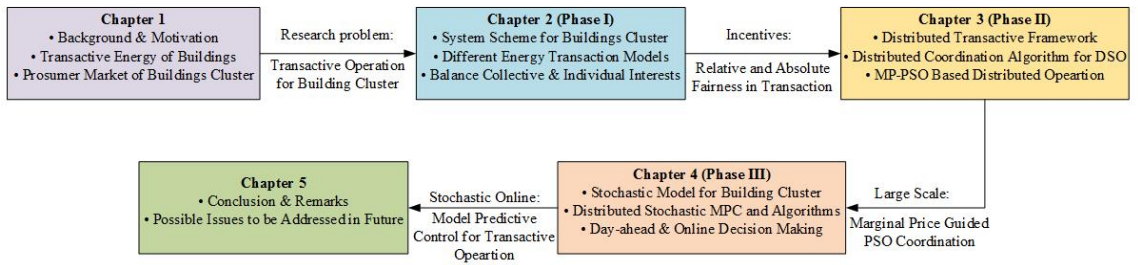 Chapter 1
• Background & Motivation
• Transactive Energy of Buildings
• Prosumer Market of Buildings Cluster
Research problem:
Transactive Operation
for Building Cluster
Chapter 2 (Phase I)
• System Scheme for Buildings Cluster
• Different Energy Transaction Models
• Balance Collective & Individual Interests
Incentives:
Relative and Absolute
Fairness in Transaction
Chapter 3 (Phase II)
• Distributed Transactive Framework
• Distributed Coordination Algorithm for DSO
• MP-PSO Based Distributed Opeartion
Large Scale:
Marginal Price Guided
PSO Coordination
Chapter 4 (Phase III)
• Stochastic Model for Building Cluster
• Distributed Stochastic MPC and Algorithms
• Day-ahead & Online Decision Making
Stochastic Online:
Model Predictive
Control for Transactive
Opeartion
Chapter 5
• Conclusion & Remarks
• Possible Issues to be Addressed in Future